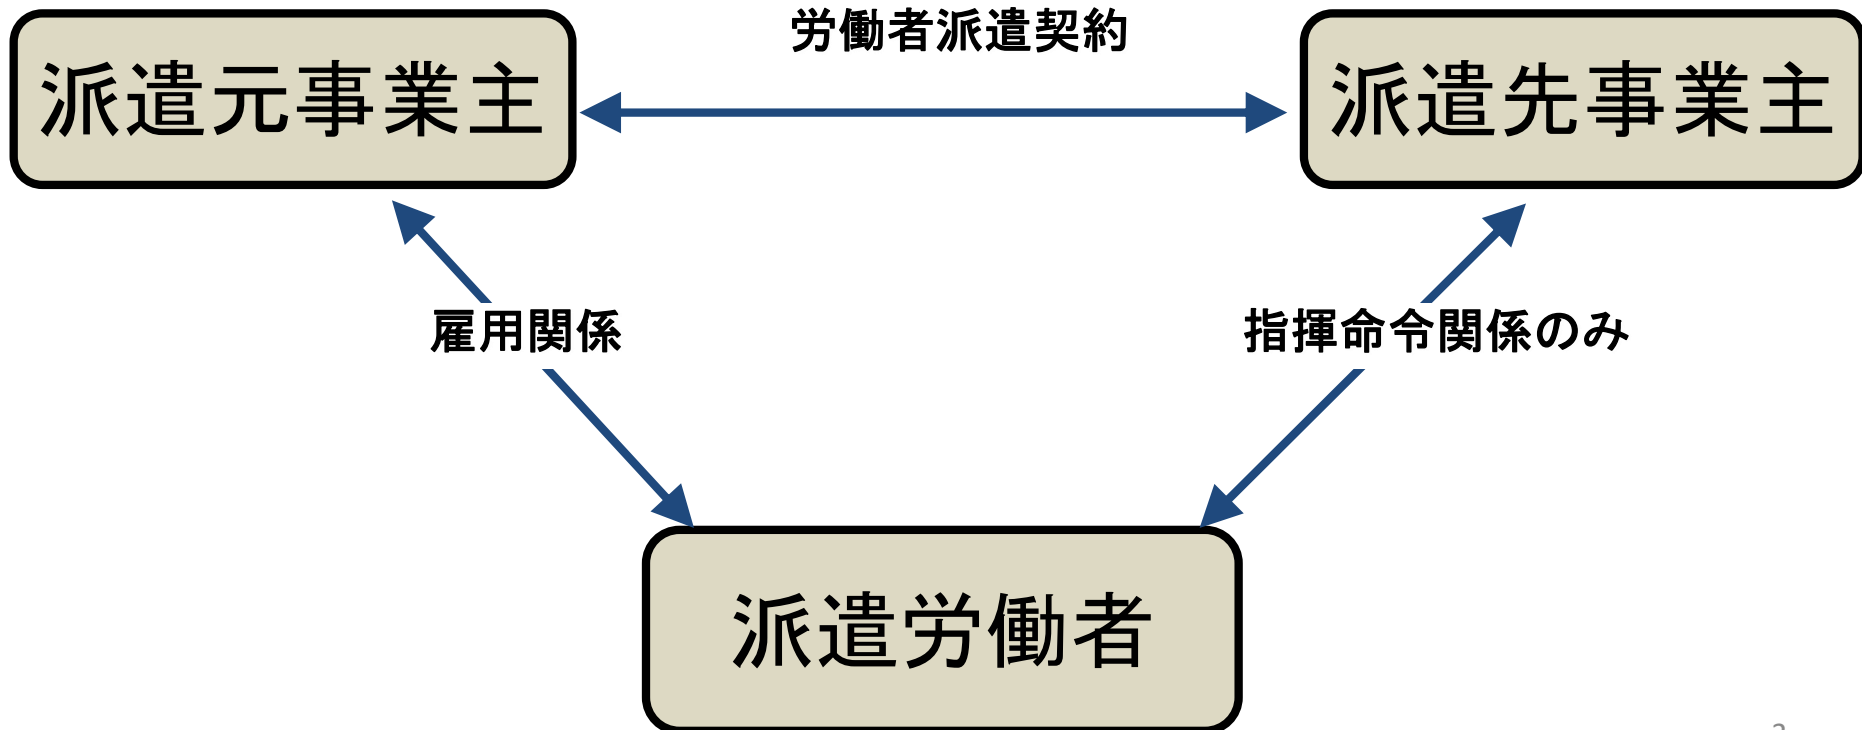 労働者派遣契約
派遣元事業主
派遣先事業主
雇用関係
指揮命令関係のみ
派遣労働者